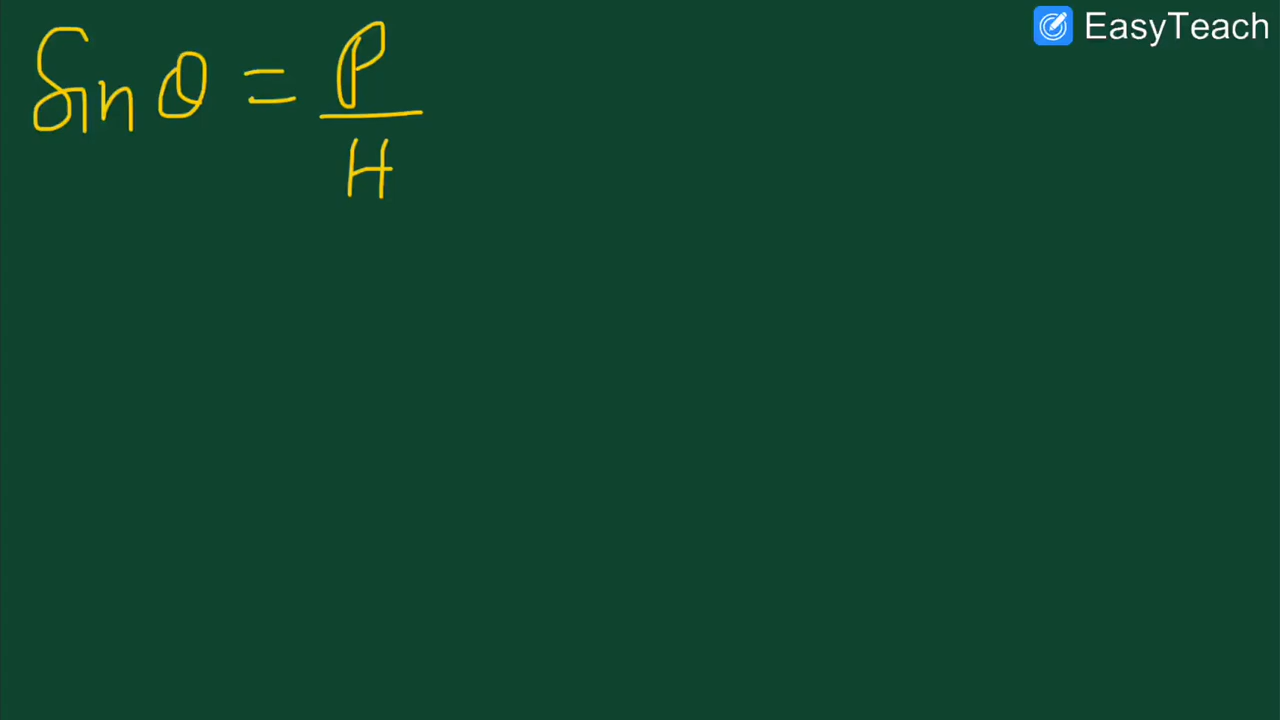 Sin θ = P/H
EasyTeach